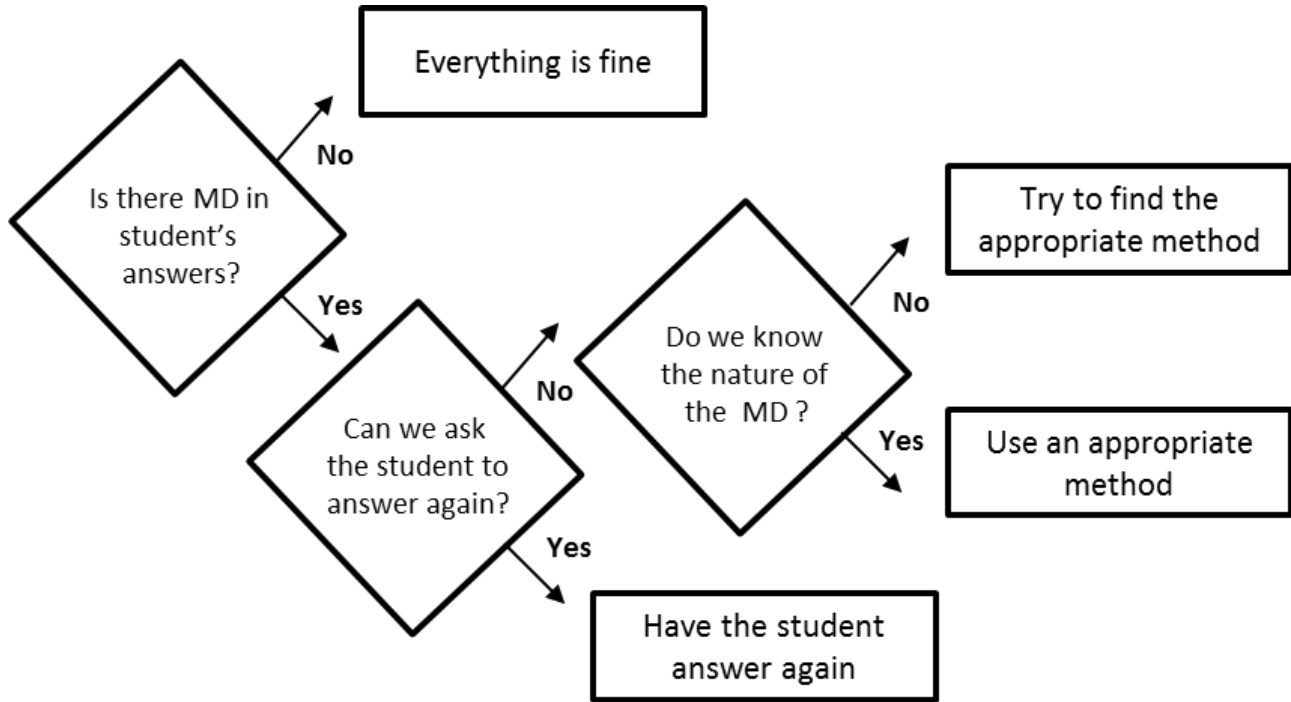 Everything is fine
No
Is there MD in
student's
answers?
Yes
Can we ask
the student to
answer again?
No
Yes
Have the student
answer again
Do we know
the nature of
the MD ?
No
Try to find the
appropriate method
Yes
Use an appropriate
method